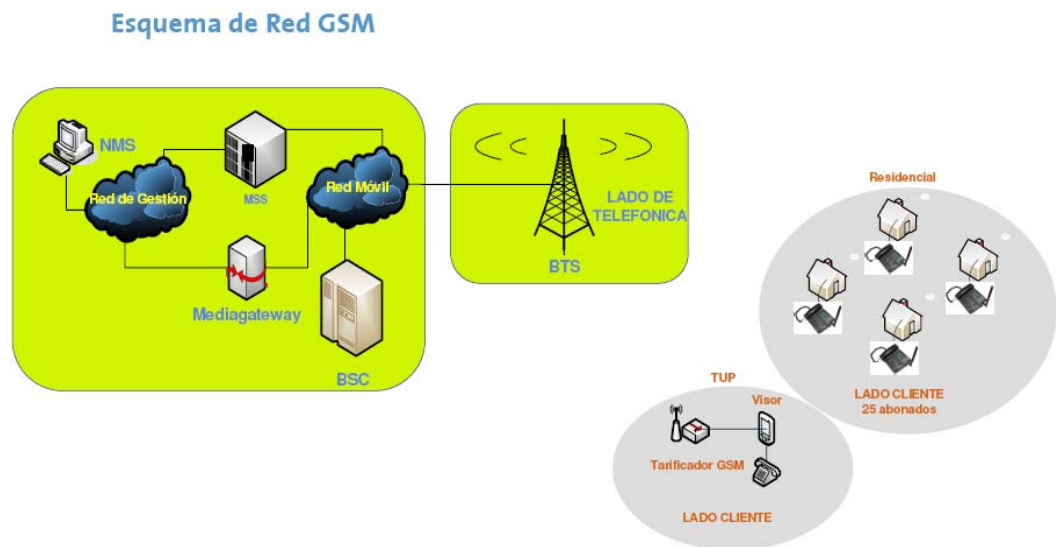 Esquema de Red GSM
NMS
Red de Gestión
MSS
Red Móvil
Mediagateway
BSC
LADO DE
TELEFONICA
BTS
Residencial
LADO CLIENTE
25 abonados
TUP
Visor
Tarificador GSM
LADO CLIENTE